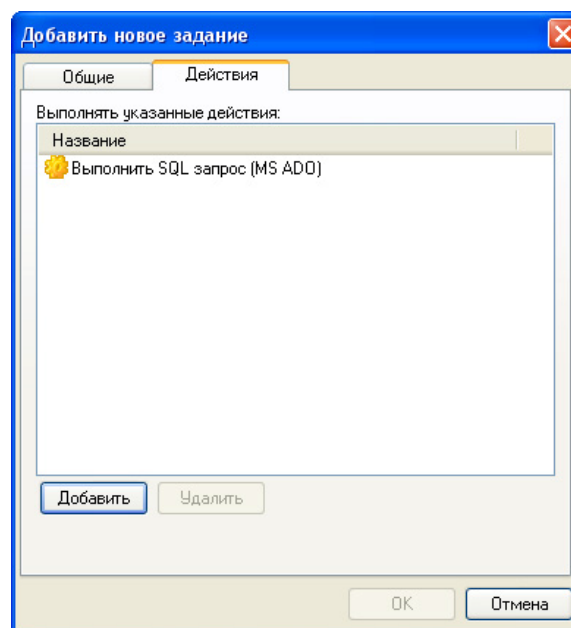 Добавить новое задание
Общие Действия
Выполнять указанные действия:
Название
Выполнить SQL запрос (MS ADO)
Добавить Удалить
OK Отмена